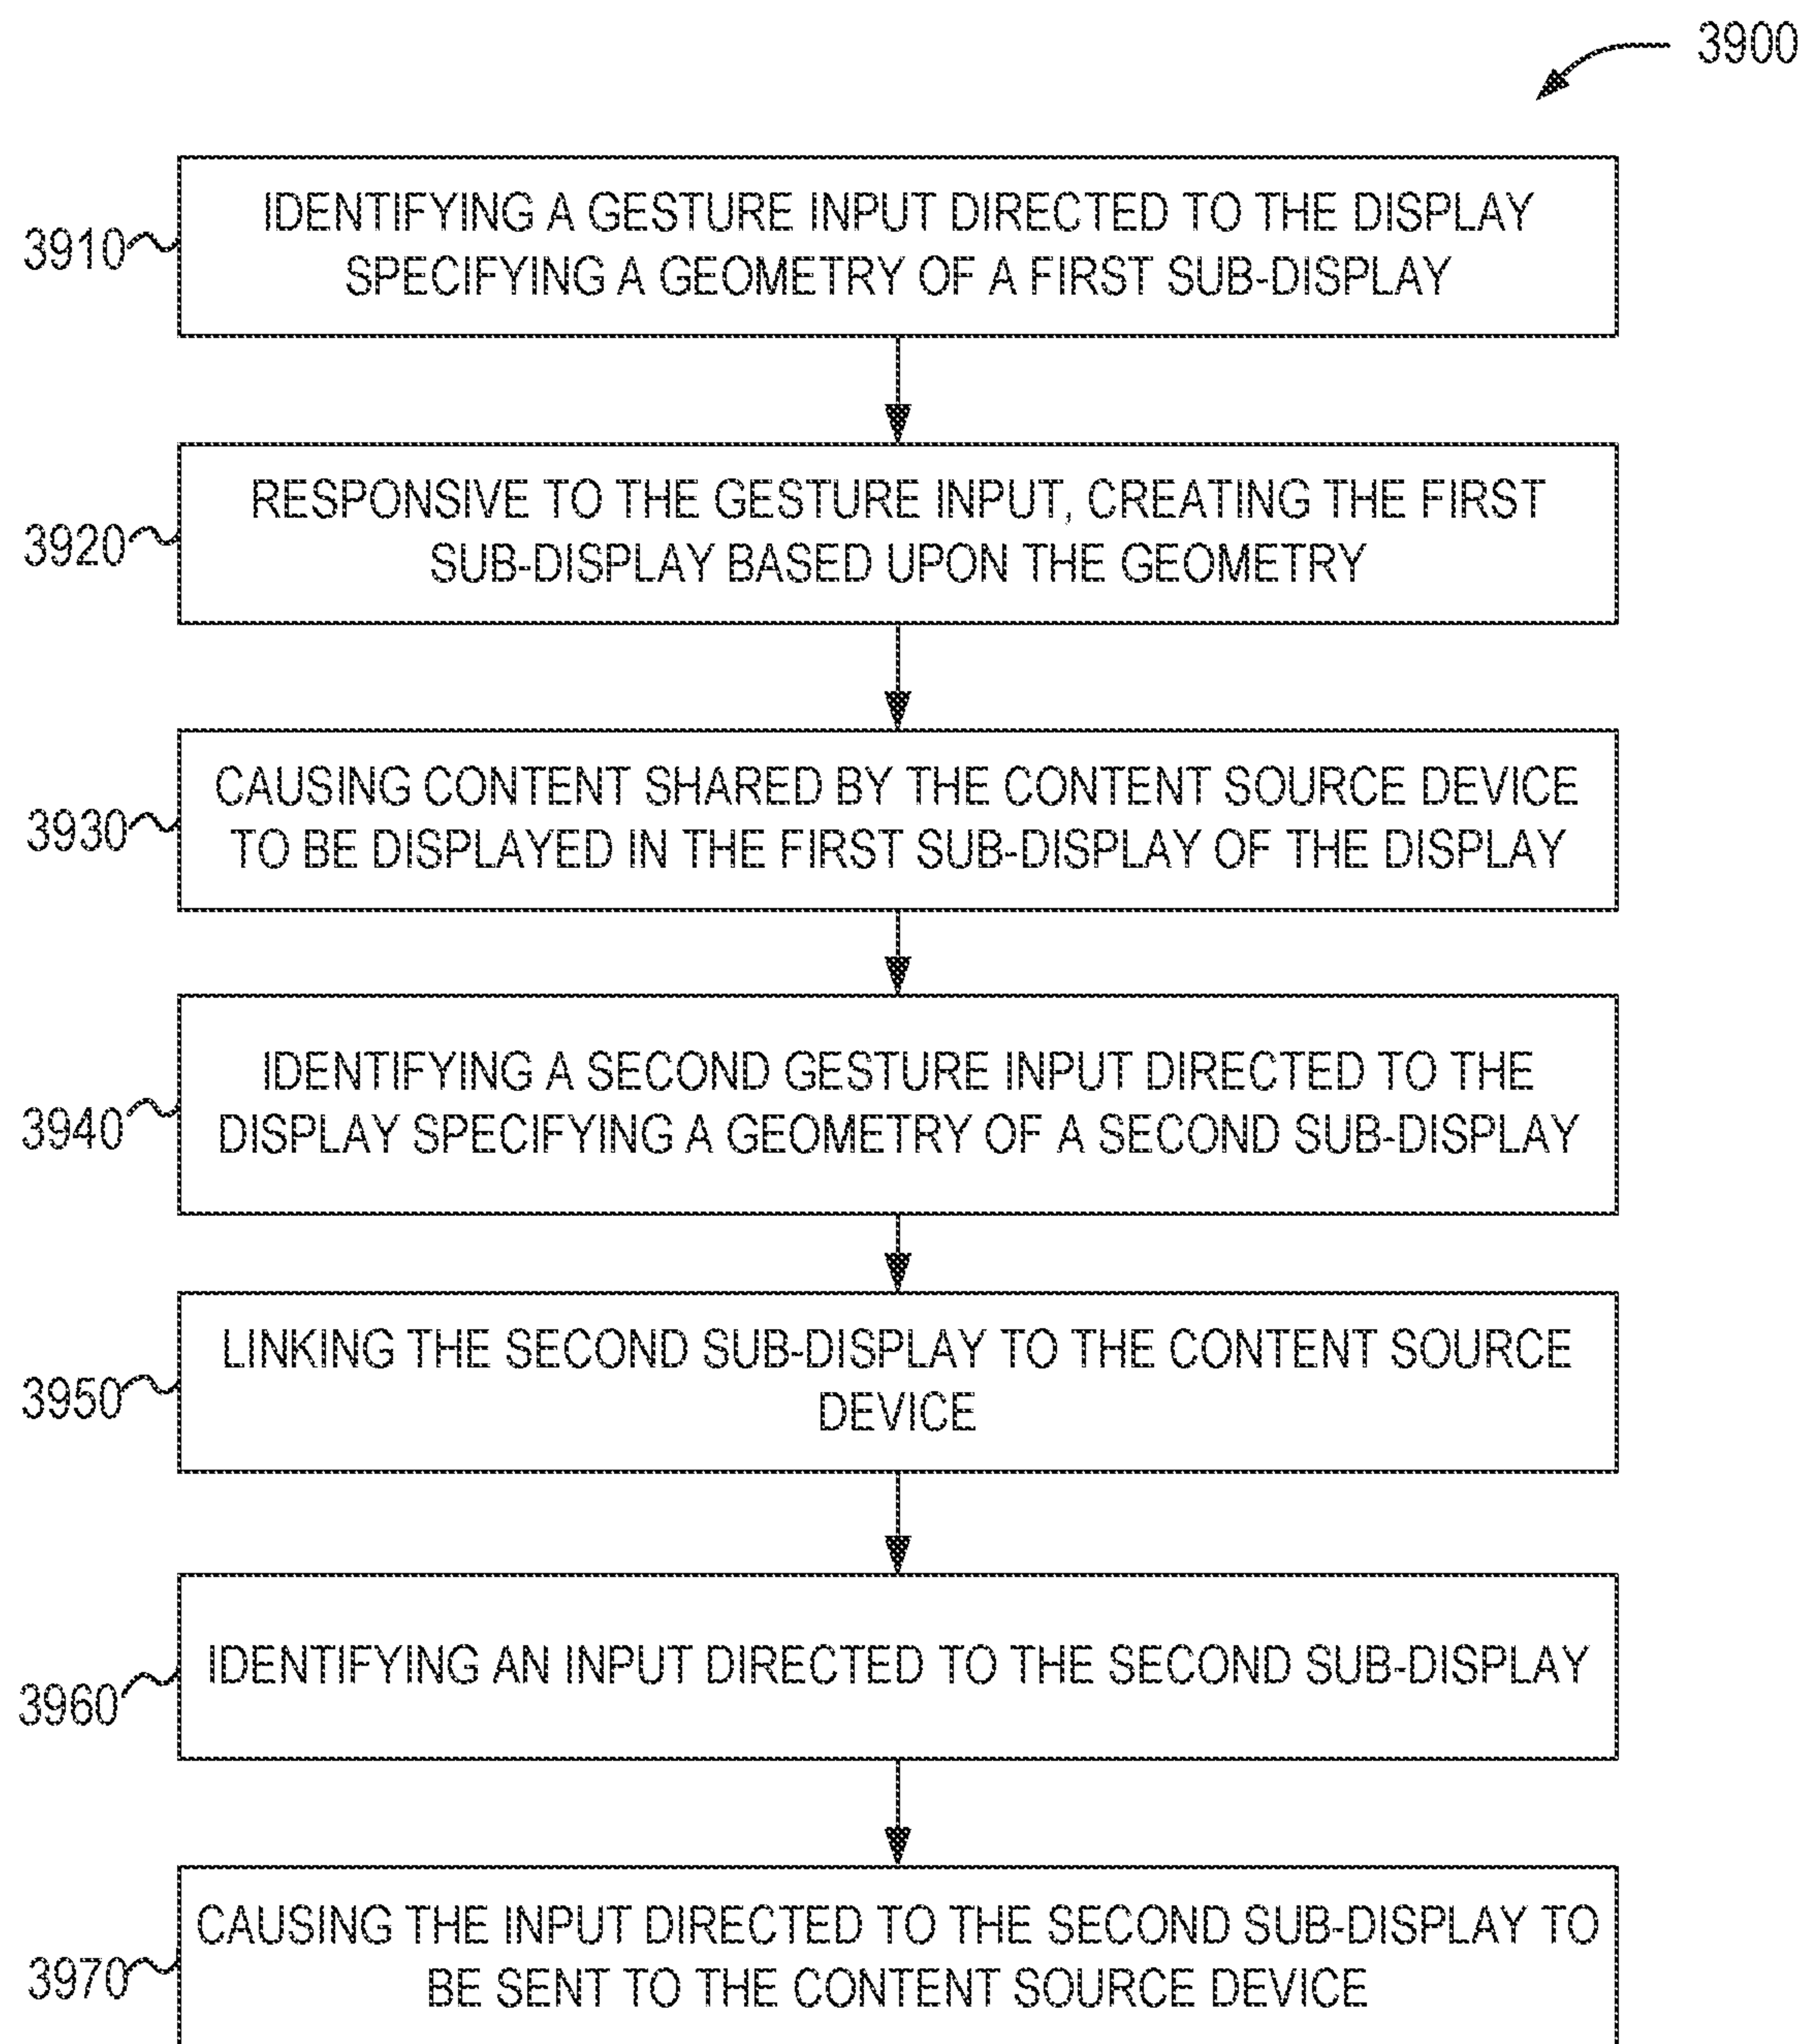 3900
3910
IDENTIFYING A GESTURE INPUT DIRECTED TO THE DISPLAY
SPECIFYING A GEOMETRY OF A FIRST SUB-DISPLAY
3920
RESPONSIVE TO THE GESTURE INPUT, CREATING THE FIRST
SUB-DISPLAY BASED UPON THE GEOMETRY
3930
CAUSING CONTENT SHARED BY THE CONTENT SOURCE DEVICE
TO BE DISPLAYED IN THE FIRST SUB-DISPLAY OF THE DISPLAY
3940
IDENTIFYING A SECOND GESTURE INPUT DIRECTED TO THE
DISPLAY SPECIFYING A GEOMETRY OF A SECOND SUB-DISPLAY
3950
LINKING THE SECOND SUB-DISPLAY TO THE CONTENT SOURCE
DEVICE
3960
IDENTIFYING AN INPUT DIRECTED TO THE SECOND SUB-DISPLAY
3970
CAUSING THE INPUT DIRECTED TO THE SECOND SUB-DISPLAY TO
BE SENT TO THE CONTENT SOURCE DEVICE